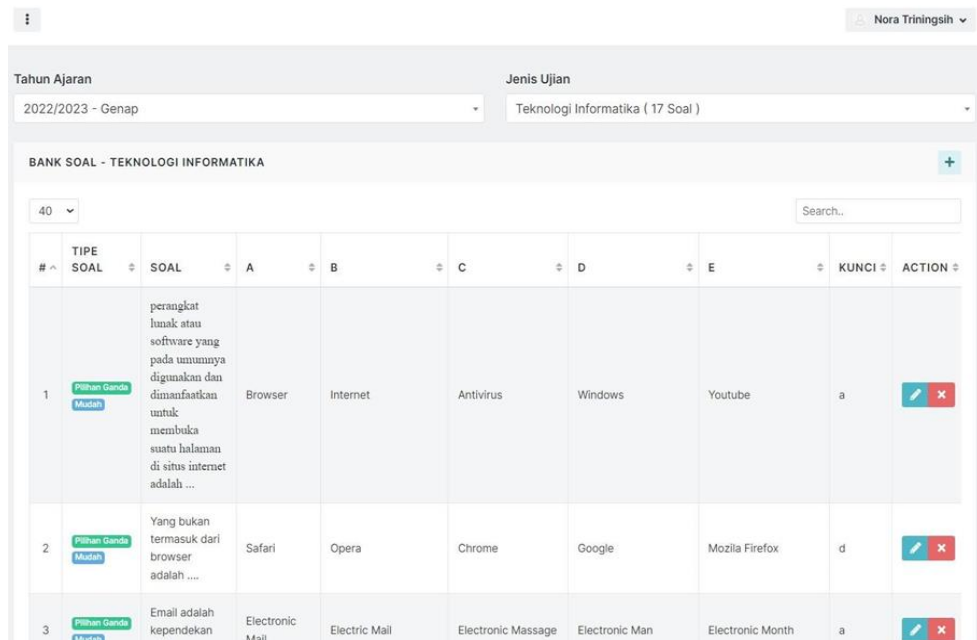 Nora Triningsih
Tahun Ajaran
Jenis Ujian
2022/2023 - Genap
Teknologi Informatika ( 17 Soal )
BANK SOAL - TEKNOLOGI INFORMATIKA
+
40
Search..
#
TIPE
SOAL
SOAL
A
B
C
D
E
KUNCI
ACTION
1
Pilihan Ganda
Mudah
perangkat
lunak atau
software yang
pada umumnya
digunakan dan
dimanfaatkan
untuk
membuka
suatu halaman
di situs internet
adalah ...
Browser
Internet
Antivirus
Windows
Youtube
a
2
Pilihan Ganda
Mudah
Yang bukan
termasuk dari
browser
adalah ....
Safari
Opera
Chrome
Google
Mozila Firefox
d
3
Pilihan Ganda
Mudah
Email adalah
kependekan
Electronic
Mail
Electric Mail
Electronic Massage
Electronic Man
Electronic Month
a